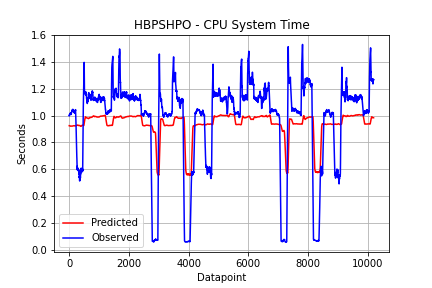 HBPSHPO - CPU System Time
1.6
1.4
1.2
1.0
0.8
0.6
0.4
0.2
0.0
Seconds
Predicted
Observed
0 2000 4000 6000 8000 10000
Datapoint